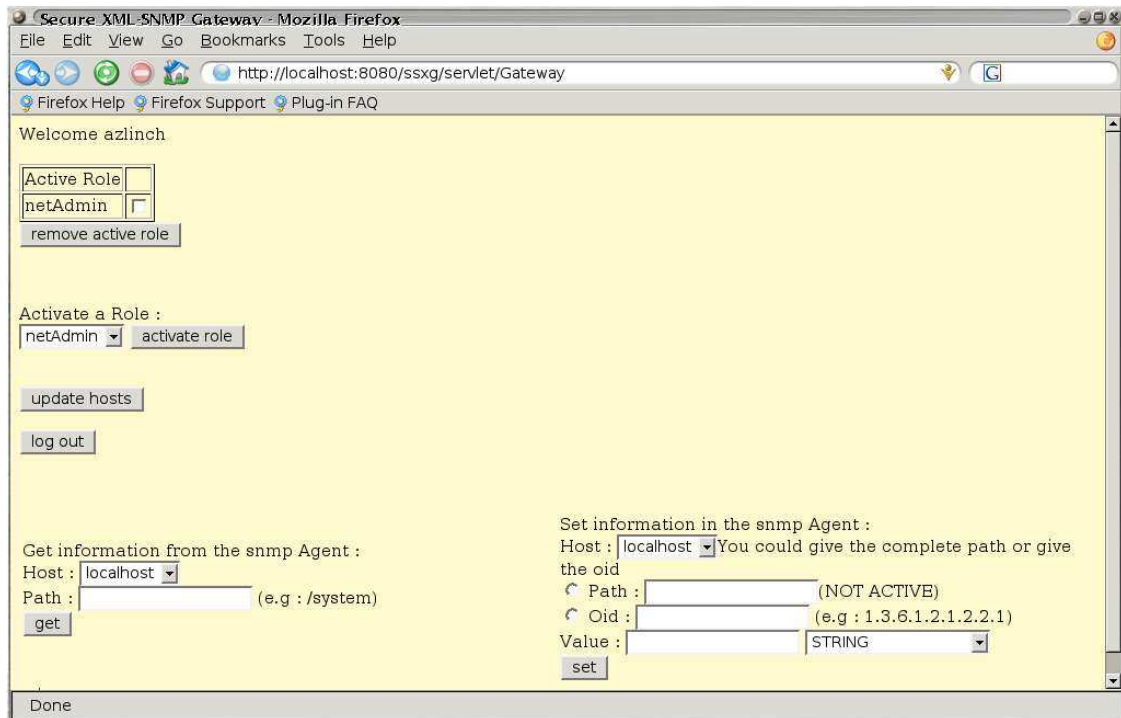 Secure XML-SNMP Gateway - Mozilla Firefox
File Edit View Go Bookmarks Tools Help
http://localhost:8080/ssxg/servlet/Gateway
G
Firefox Help Firefox Support Plug-in FAQ
Welcome azlinch
Active Role
netAdmin
remove active role
Activate a Role :
netAdmin activate role
update hosts
log out
Get information from the snmp Agent :
Host : localhost
Path : (e.g : /system)
get
Set information in the snmp Agent :
Host : localhost You could give the complete path or give
the oid
Path : (NOT ACTIVE)
Oid : (e.g : 1.3.6.1.2.1.2.2.1)
Value : STRING
set
Done